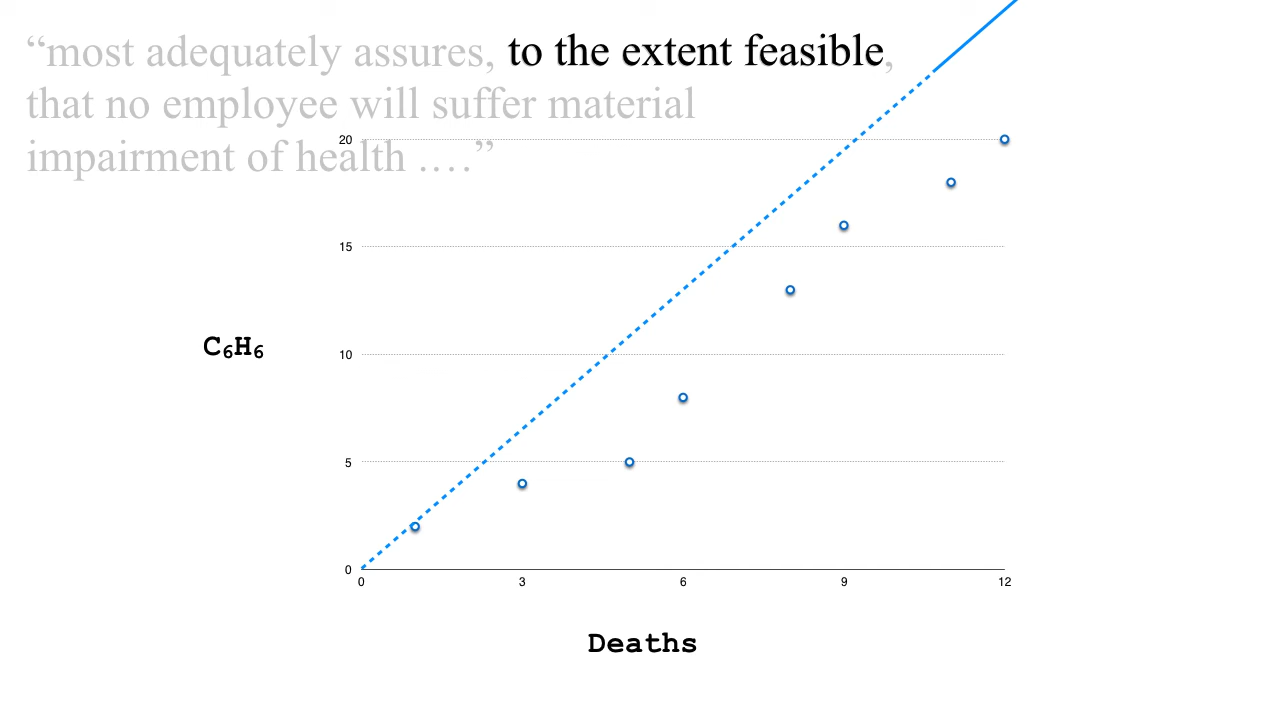 “most adequately assures, to the extent feasible,
that no employee will suffer material
impairment of health ….”
20
15
10
5
0
C₆H₆
0 3 6 9 12
Deaths